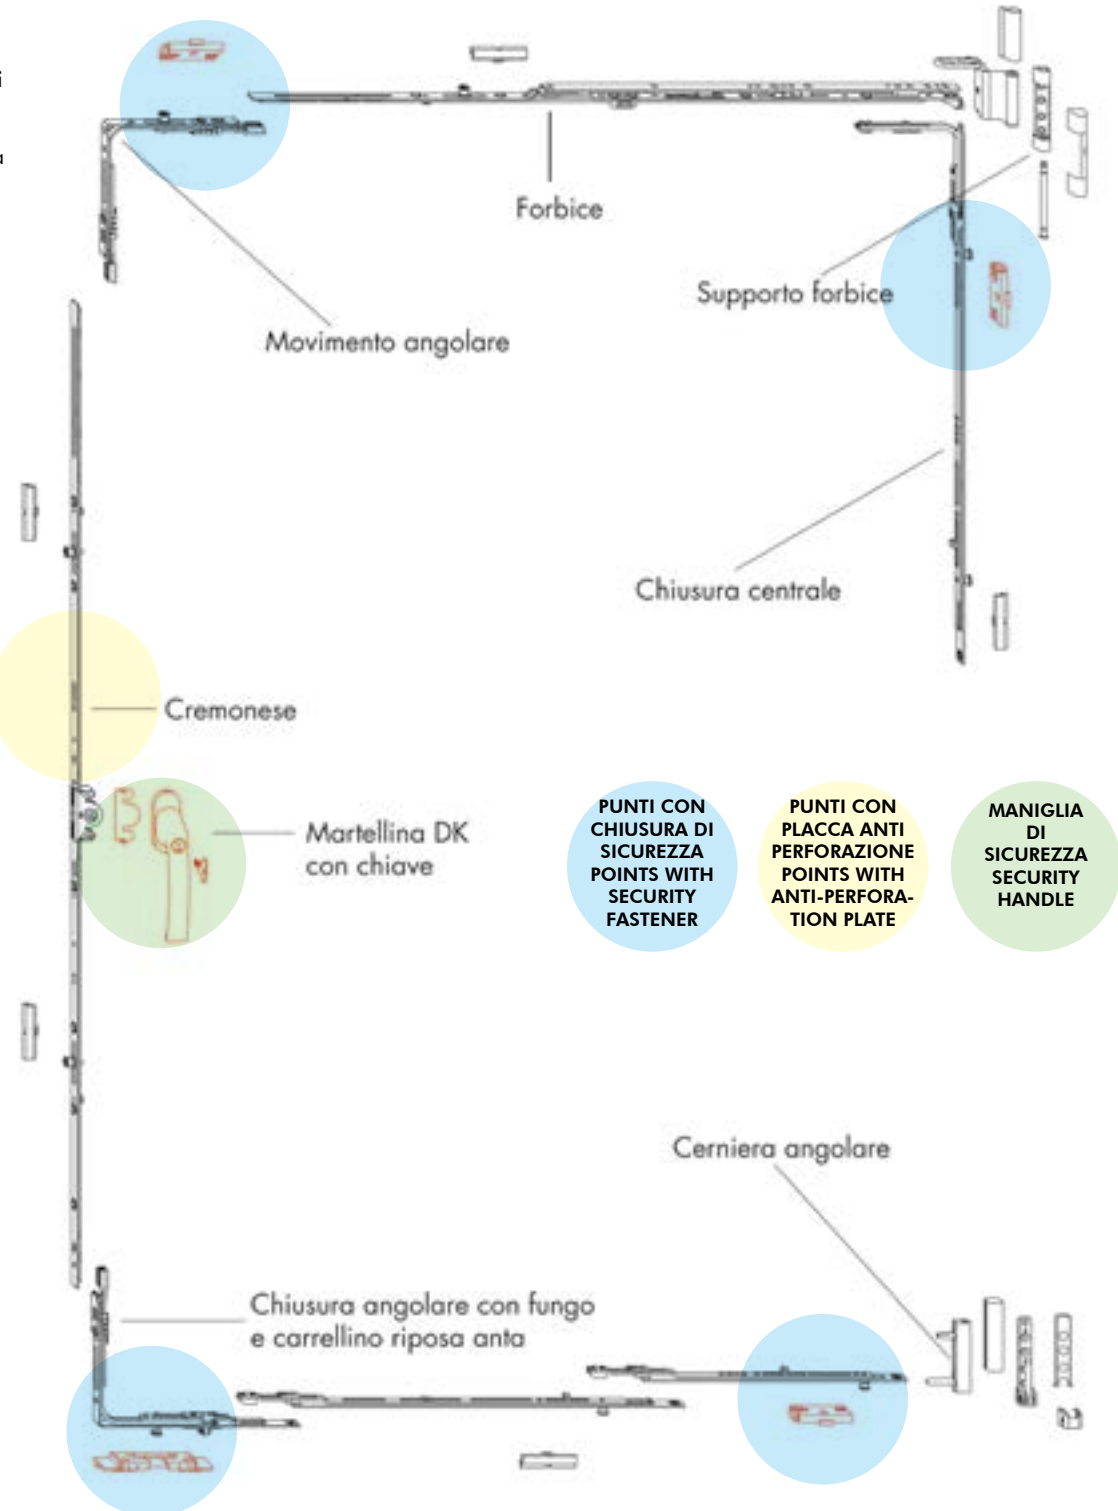 i
a
Forbice
Supporto forbice
Movimento angolare
Chiusura centrale
Cremonese
Martellina DK
con chiave
PUNTI CON
CHIUSURA DI
SICUREZZA
POINTS WITH
SECURITY
FASTENER
PUNTI CON
PLACCA ANTI
PERFORAZIONE
POINTS WITH
ANTI-PERFORA-
TION PLATE
MANIGLIA
DI
SICUREZZA
SECURITY
HANDLE
Cerniera angolare
Chiusura angolare con fungo
e carrellino riposa anta